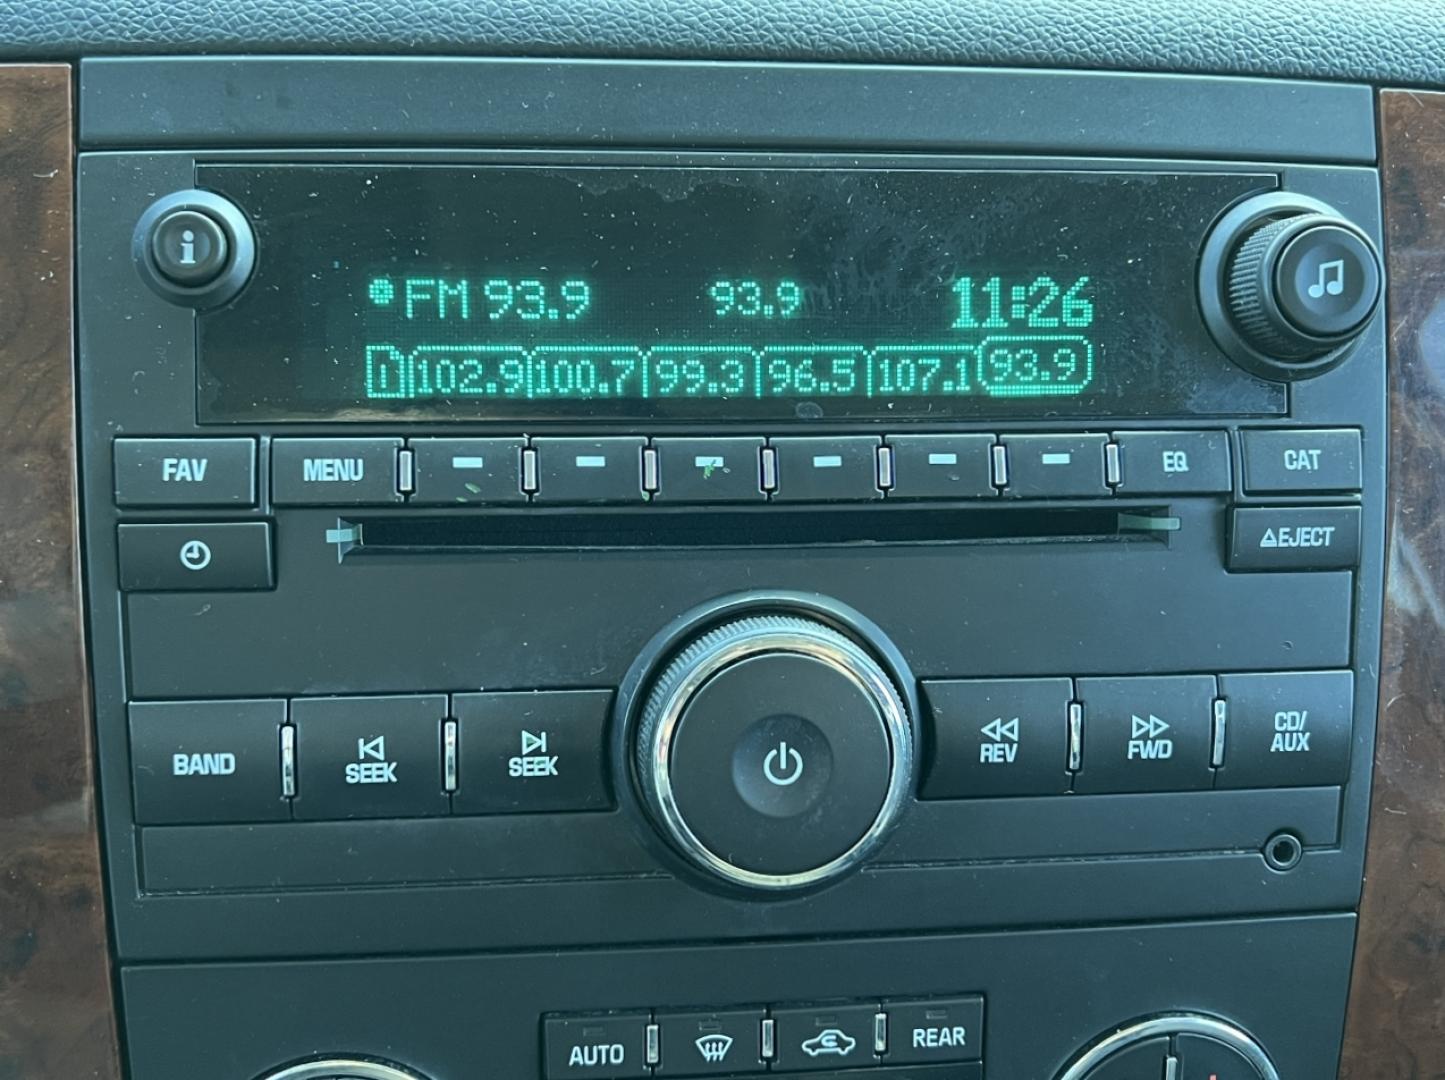 i
FM 93.9 93.9 11:26
1 102.9 100.7 99.3 96.5 107.1 93.9
FAV MENU EQ CAT
EJECT
BAND SEEK SEEK REV FWD CD/
AUX
AUTO REAR